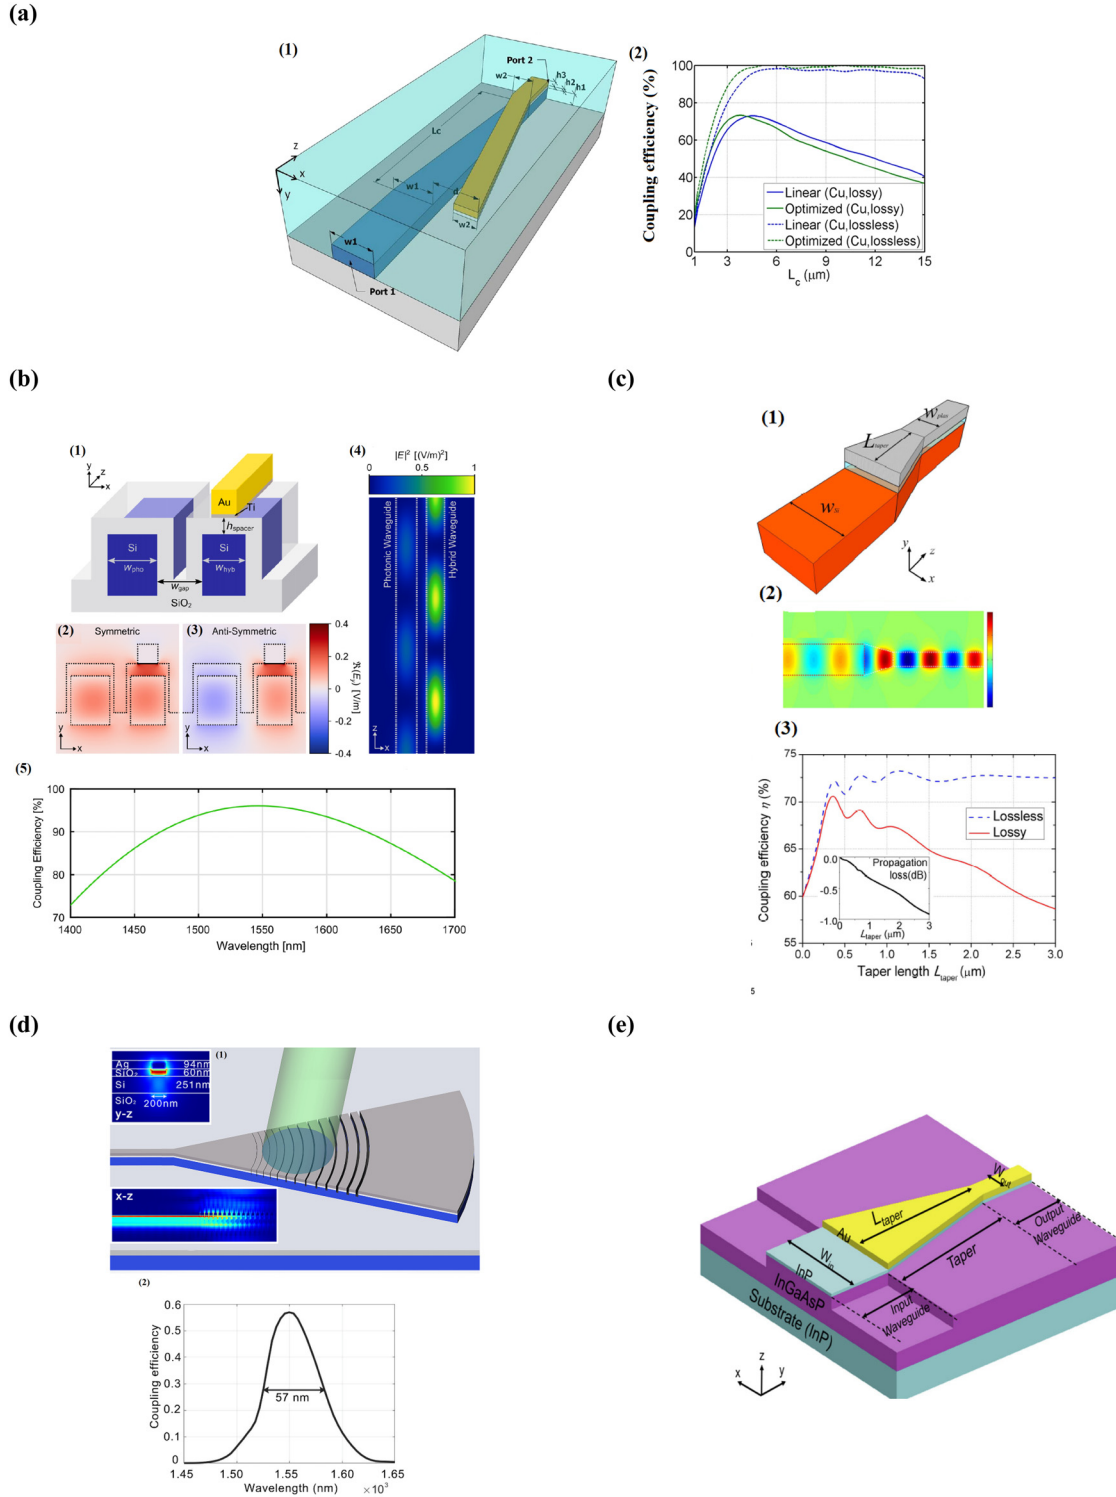 (a)
(1)
Port 2
w2
h3
h2
h1
Lc
z
x
y
w1
d
w2
w1
Port 1
(2)
Coupling efficiency (%)
100
80
60
40
20
0
Linear (Cu,lossy)
Optimized (Cu,lossy)
Linear (Cu,lossless)
Optimized (Cu,lossless)
1 3 6 9 12 15
Lc (μm)
(b)
(1)
y
z
x
Au
Ti
hspacer
Si
Si
wpho
whyb
wgap
SiO2
(2) Symmetric
(3) Anti-Symmetric
y
x
y
x
0.4
0.2
0
-0.2
-0.4
ℜ(Ey) [V/m]
(4)
|E|² [(V/m)²]
0 0.5 1
Photonic Waveguide
Hybrid Waveguide
z
x
(5)
Coupling Efficiency [%]
100
90
80
70
1400 1450 1500 1550 1600 1650 1700
Wavelength [nm]
(c)
(1)
Wplas
Ltaper
WSi
y
z
x
(2)
(3)
Coupling efficiency η (%)
75
70
65
60
55
Lossless
Lossy
Propagation
loss(dB)
0.0
-0.5
-1.0
0 1 2 3
Ltaper (μm)
0.0 0.5 1.0 1.5 2.0 2.5 3.0
Taper length Ltaper (μm)
5
(d)
(1)
Ag 94nm
SiO2 60nm
Si 251nm
SiO2 200nm
y-z
x-z
(2)
Coupling efficiency
0.6
0.5
0.4
0.3
0.2
0.1
0
57 nm
1.45 1.50 1.55 1.60 1.65
Wavelength (nm) ×10³
(e)
Wout
Ltaper
Au
Win
InP
InGaAsP
Substrate (InP)
Output
Waveguide
Taper
Input
Waveguide
z
x
y